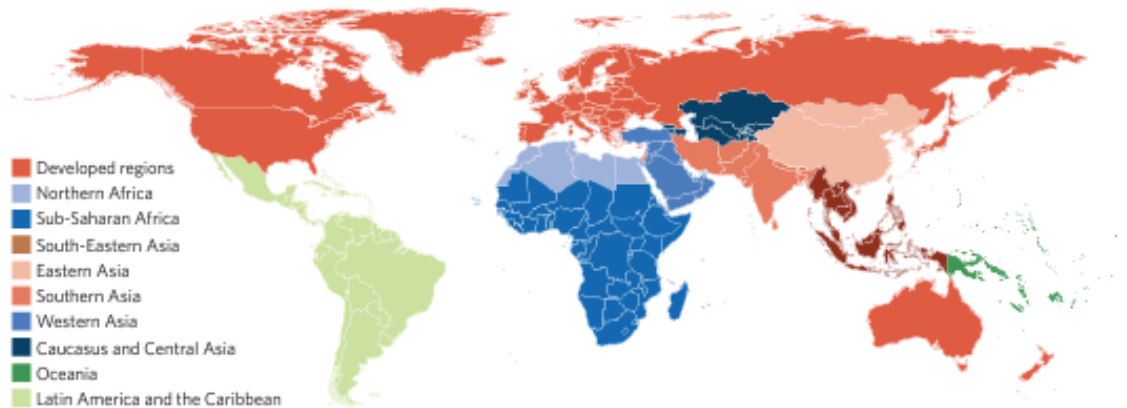 Developed regions
Northern Africa
Sub-Saharan Africa
South-Eastern Asia
Eastern Asia
Southern Asia
Western Asia
Caucasus and Central Asia
Oceania
Latin America and the Caribbean